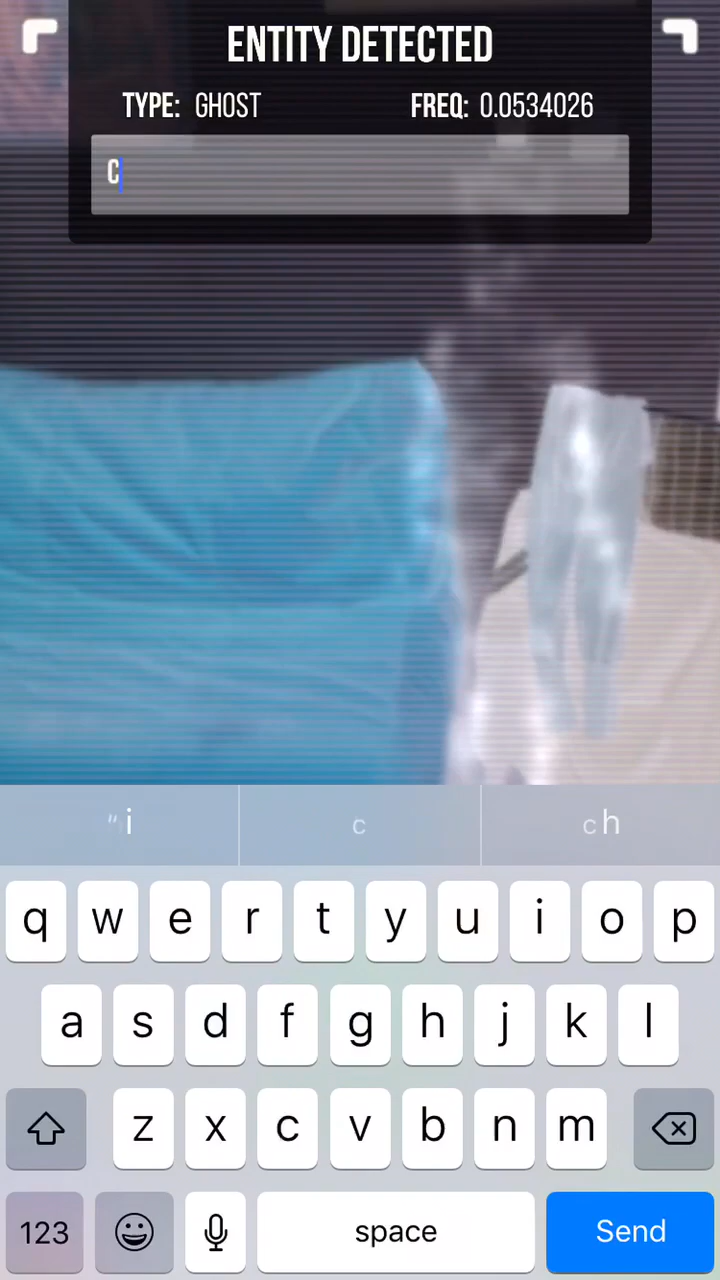 ENTITY DETECTED
TYPE: GHOST FREQ: 0.0534026
C
"i c ch
q w e r t y u i o p
a s d f g h j k l
z x c v b n m
123 space Send